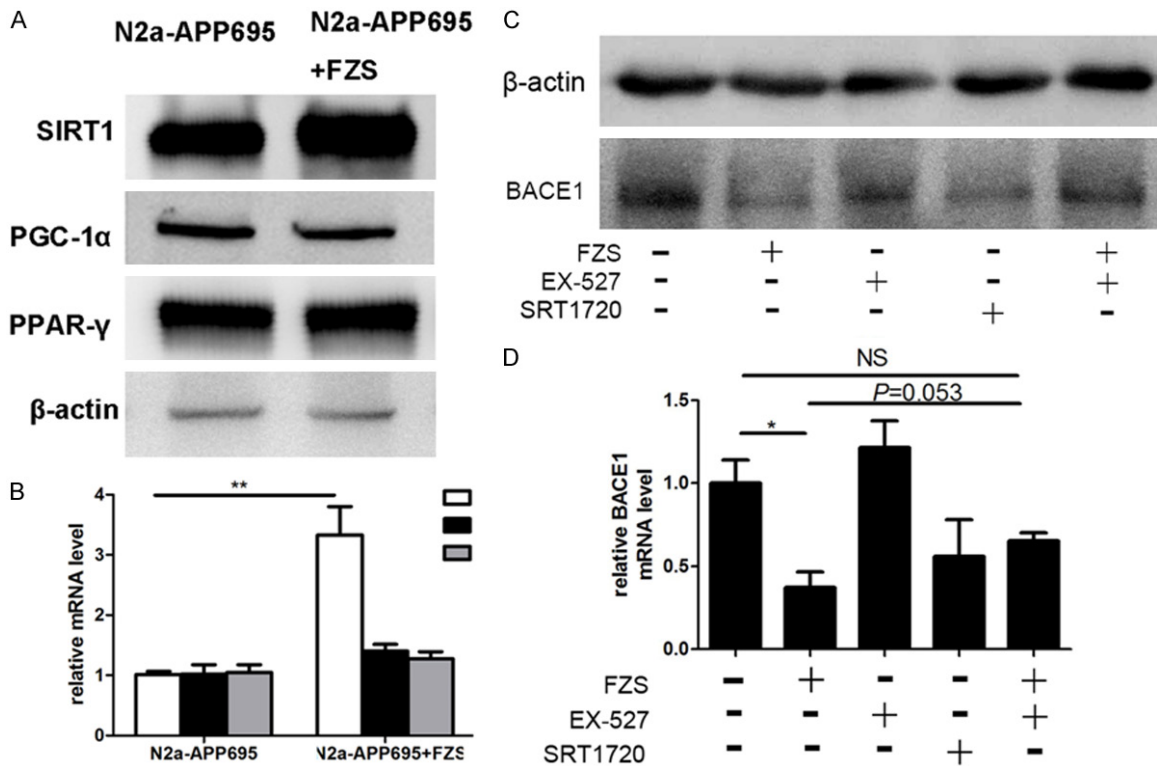 A
N2a-APP695
N2a-APP695
+FZS
SIRT1
PGC-1α
PPAR-γ
β-actin
B
relative mRNA level
4
3
2
1
0
**
N2a-APP695
N2a-APP695+FZS
C
β-actin
BACE1
FZS - + - - +
EX-527 - - + - +
SRT1720 - - - + -
D
NS
P=0.053
*
relative BACE1
mRNA level
1.5
1.0
0.5
0.0
FZS - + - - +
EX-527 - - + - +
SRT1720 - - - + -